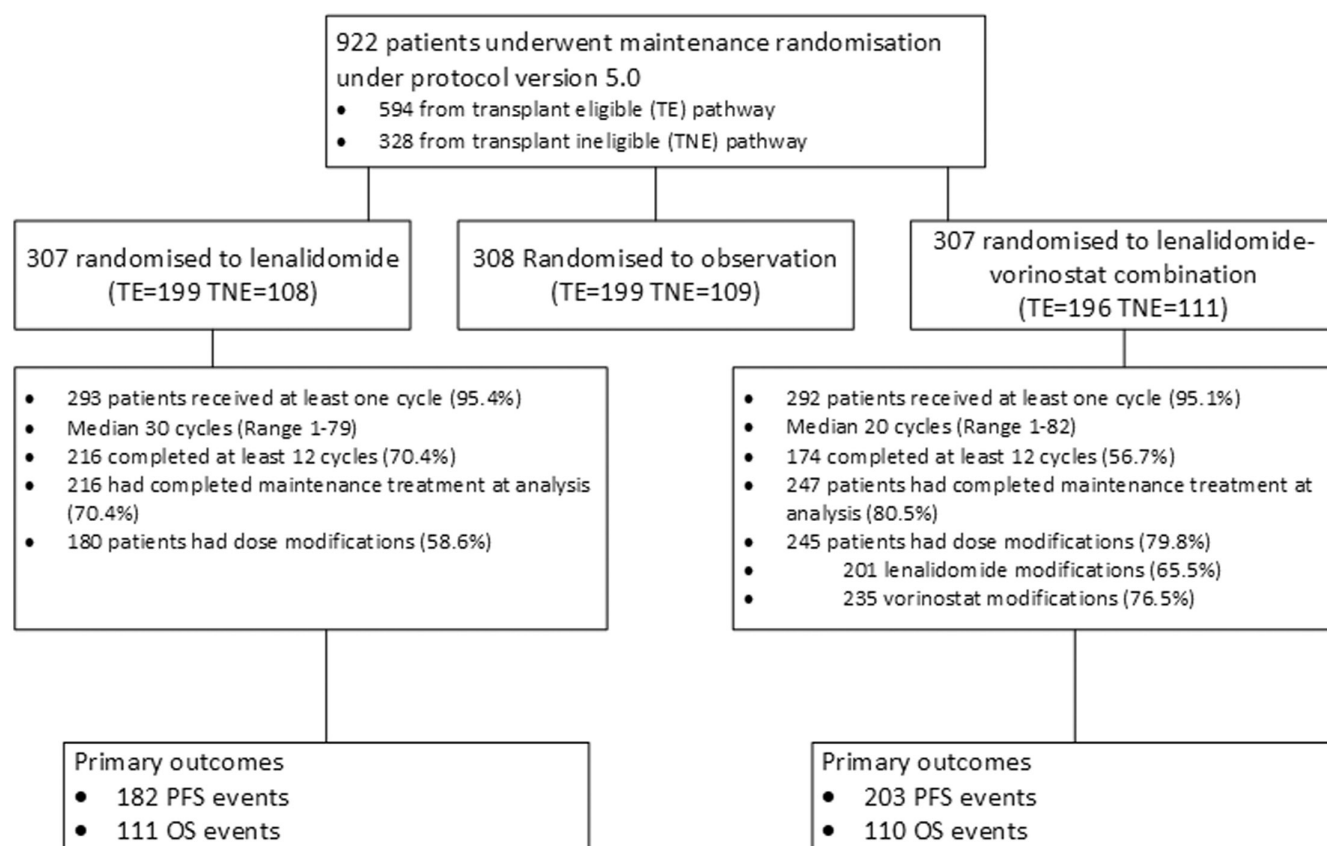 922 patients underwent maintenance randomisation
under protocol version 5.0
• 594 from transplant eligible (TE) pathway
• 328 from transplant ineligible (TNE) pathway
307 randomised to lenalidomide
(TE=199 TNE=108)
308 Randomised to observation
(TE=199 TNE=109)
307 randomised to lenalidomide-
vorinostat combination
(TE=196 TNE=111)
• 293 patients received at least one cycle (95.4%)
• Median 30 cycles (Range 1-79)
• 216 completed at least 12 cycles (70.4%)
• 216 had completed maintenance treatment at analysis
(70.4%)
• 180 patients had dose modifications (58.6%)
• 292 patients received at least one cycle (95.1%)
• Median 20 cycles (Range 1-82)
• 174 completed at least 12 cycles (56.7%)
• 247 patients had completed maintenance treatment at
analysis (80.5%)
• 245 patients had dose modifications (79.8%)
• 201 lenalidomide modifications (65.5%)
• 235 vorinostat modifications (76.5%)
Primary outcomes
• 182 PFS events
• 111 OS events
Primary outcomes
• 203 PFS events
• 110 OS events